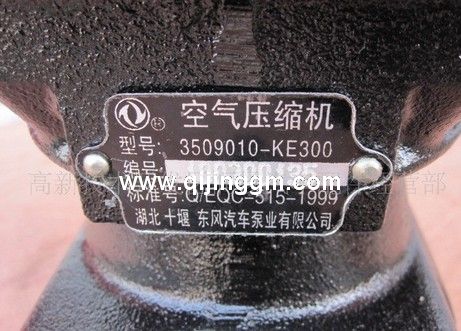 空气压缩机
型号: 3509010-KE300
编号:
www.qijinggm.com
标准号: Q/EQC-315-1999
湖北 十堰 东风汽车泵业有限公司